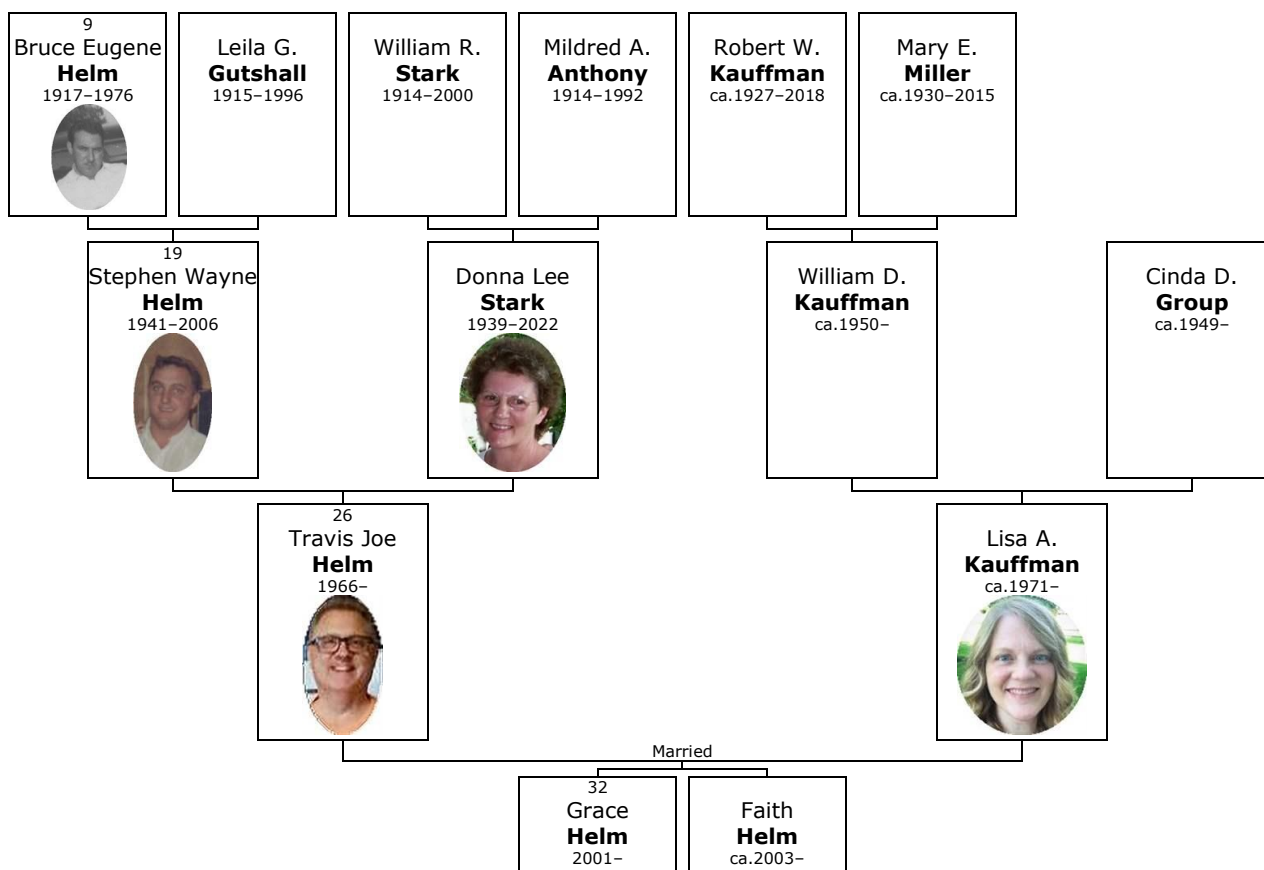 9
Bruce Eugene
Helm
1917–1976
Leila G.
Gutshall
1915–1996
William R.
Stark
1914–2000
Mildred A.
Anthony
1914–1992
Robert W.
Kauffman
ca.1927–2018
Mary E.
Miller
ca.1930–2015
19
Stephen Wayne
Helm
1941–2006
Donna Lee
Stark
1939–2022
William D.
Kauffman
ca.1950–
Cinda D.
Group
ca.1949–
26
Travis Joe
Helm
1966–
Lisa A.
Kauffman
ca.1971–
Married
32
Grace
Helm
2001–
Faith
Helm
ca.2003–